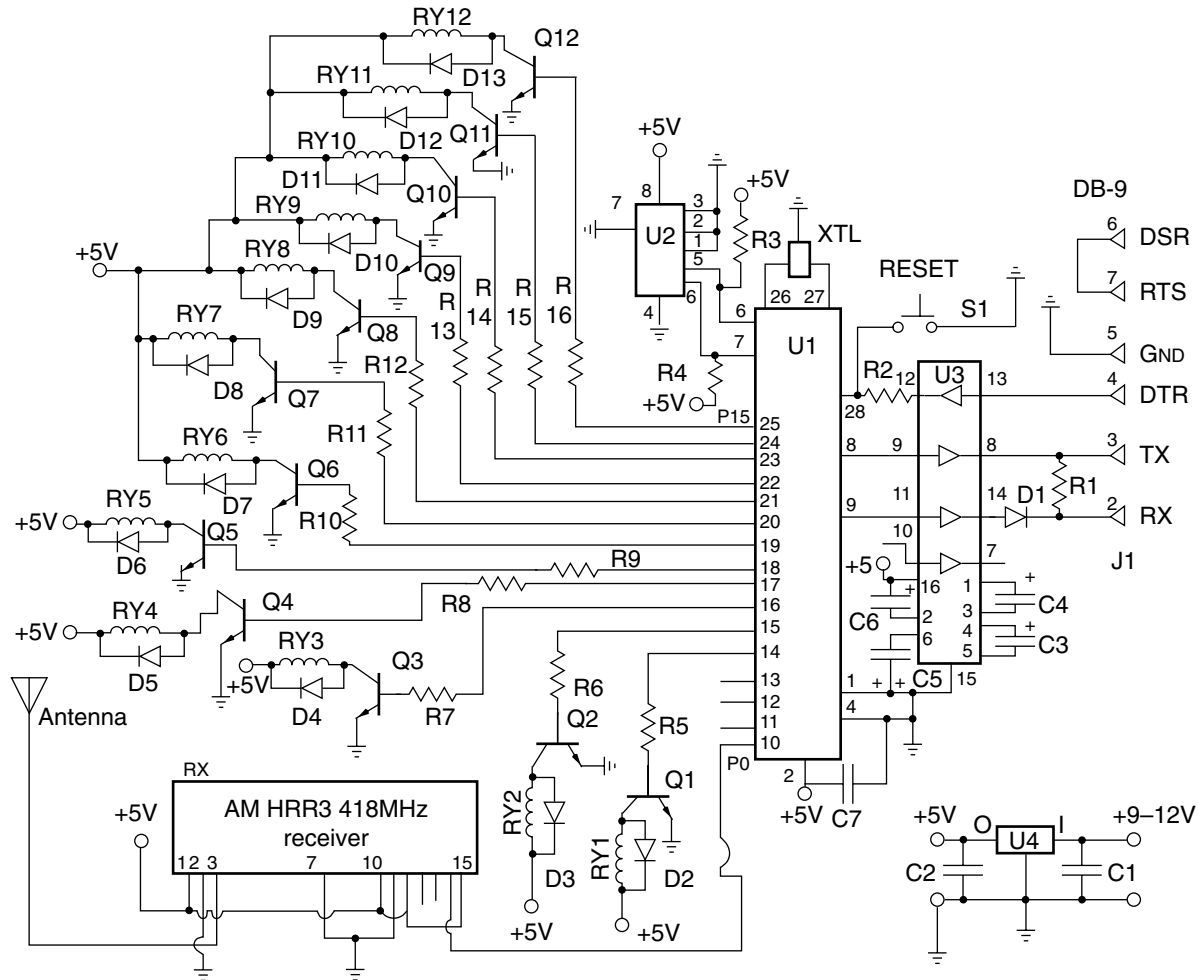 RY12
Q12
D13
RY11
Q11
D12
RY10
D11
Q10
RY9
D10
Q9
+5V
RY8
D9
Q8
RY7
D8
Q7
RY6
D7
Q6
RY5
+5V
D6
Q5
RY4
+5V
D5
Q4
RY3
+5V
D4
Q3
R7
R8
R9
R10
R11
R12
R 13
R 14
R 15
R 16
+5V
8
7
U2
3
2
1
5
6
4
+5V
R3
R4
+5V
XTL
26 27
6
7
U1
P15
25
24
23
22
21
20
19
18
17
16
15
14
13
12
11
10
P0
28
8
9
1
4
2
+5V
C7
RESET
S1
R2
12
U3
13
9
8
11
14
10
7
+5
16
1
3
4
5
2
6
15
C6
C5
+ + + + +
C4
C3
D1
R1
DB-9
6 DSR
7 RTS
5 GND
4 DTR
3 TX
2 RX
J1
R6
Q2
RY2
D3
+5V
R5
Q1
RY1
D2
+5V
Antenna
RX
AM HRR3 418MHz
receiver
12 3 7 10 15
+5V
+5V
O U4 I
+9–12V
C2
C1